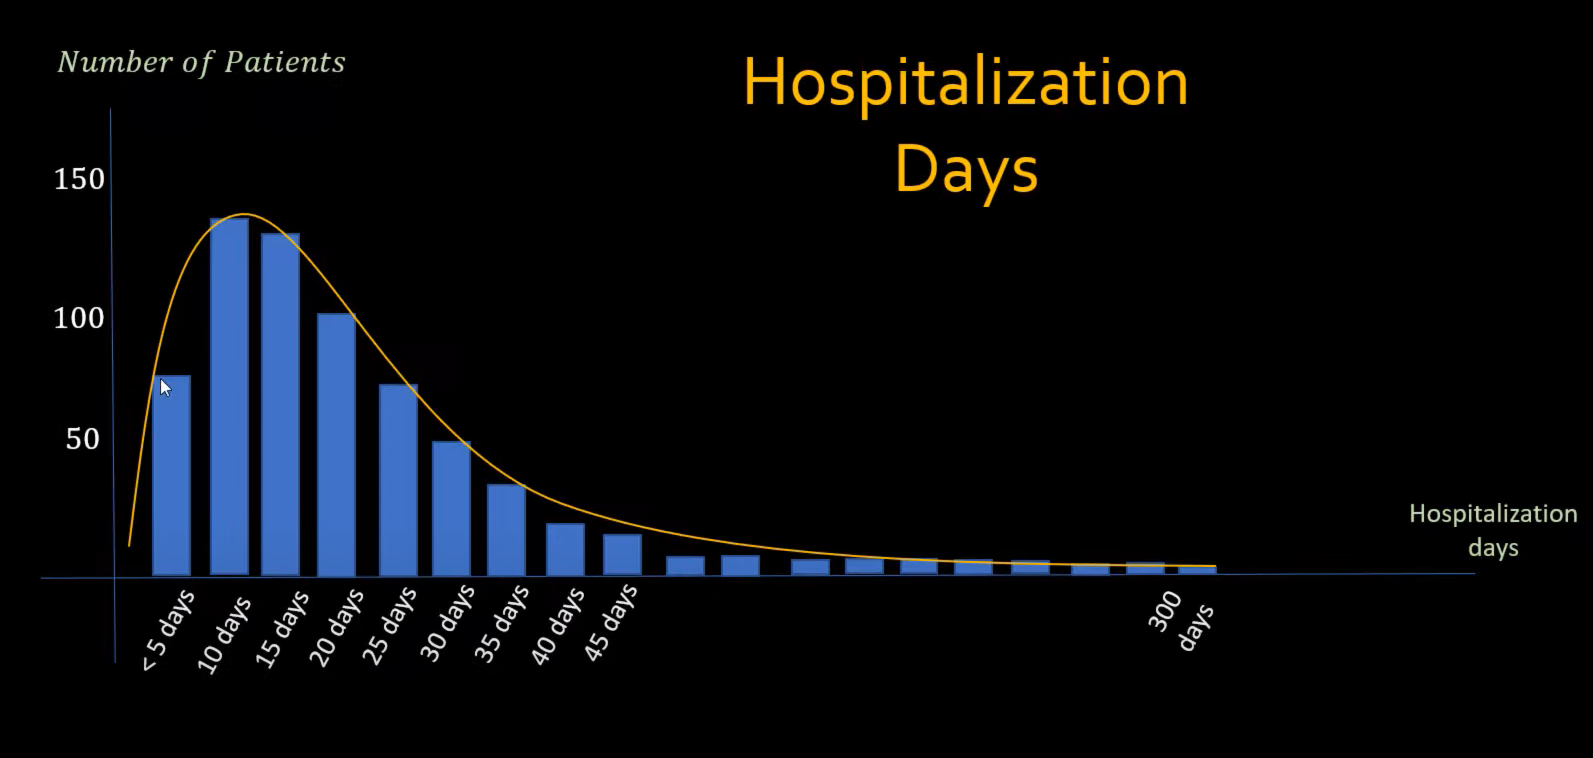 Number of Patients
Hospitalization
Days
150
100
50
Hospitalization
days
< 5 days
10 days
15 days
20 days
25 days
30 days
35 days
40 days
45 days
300
days